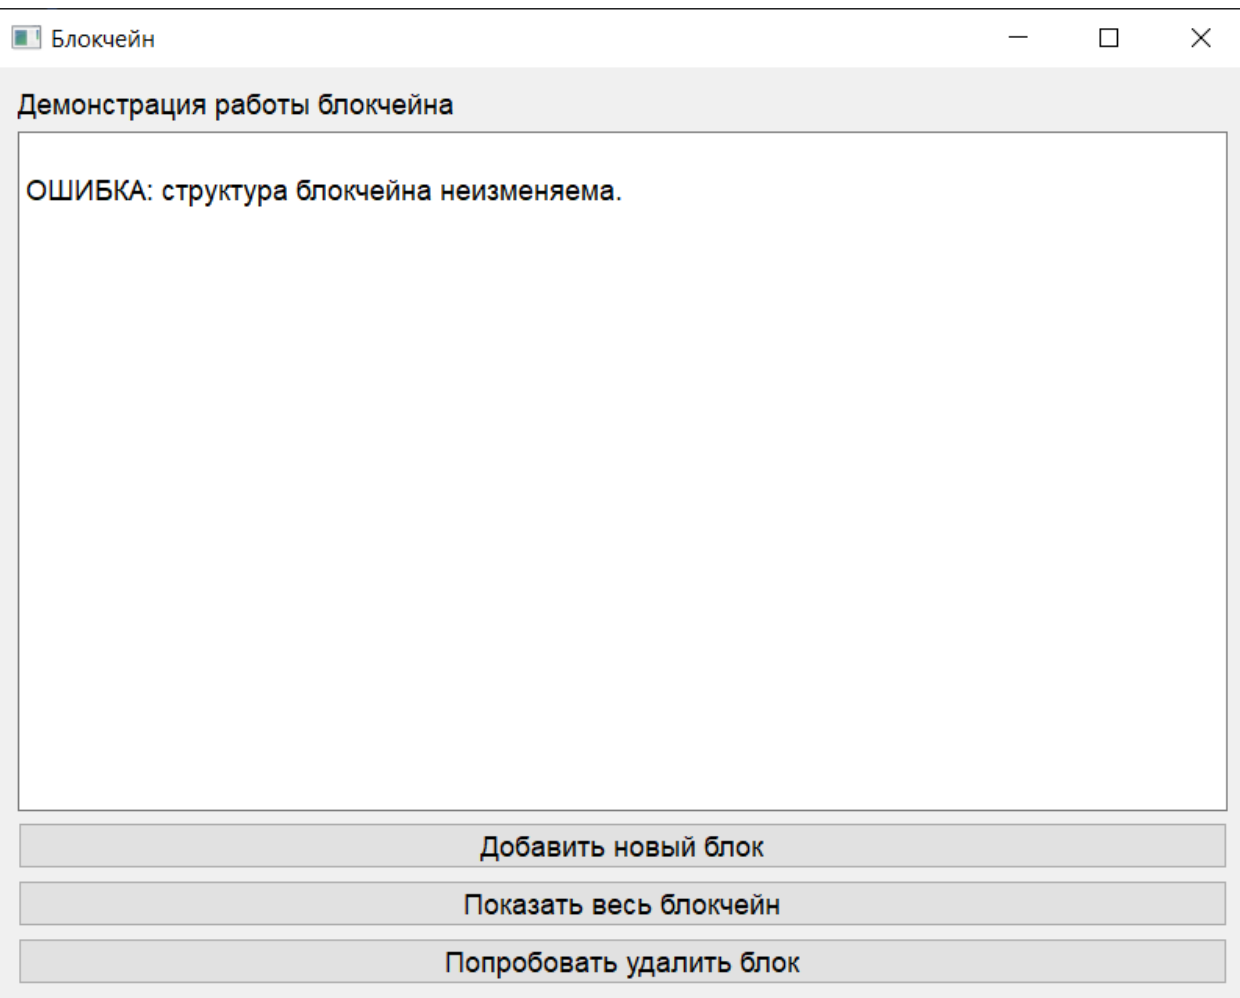 Блокчейн
Демонстрация работы блокчейна
ОШИБКА: структура блокчейна неизменяема.
Добавить новый блок
Показать весь блокчейн
Попробовать удалить блок